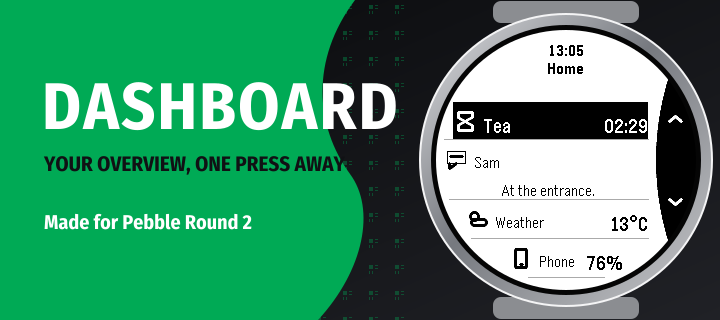 DASHBOARD
YOUR OVERVIEW, ONE PRESS AWAY
Made for Pebble Round 2
13:05
Home
Tea 02:29
Sam
At the entrance.
Weather 13°C
Phone 76%